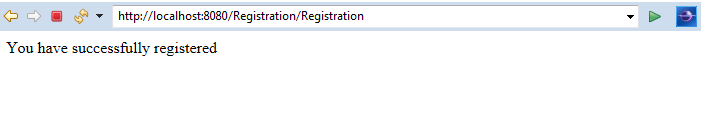 http://localhost:8080/Registration/Registration
You have successfully registered